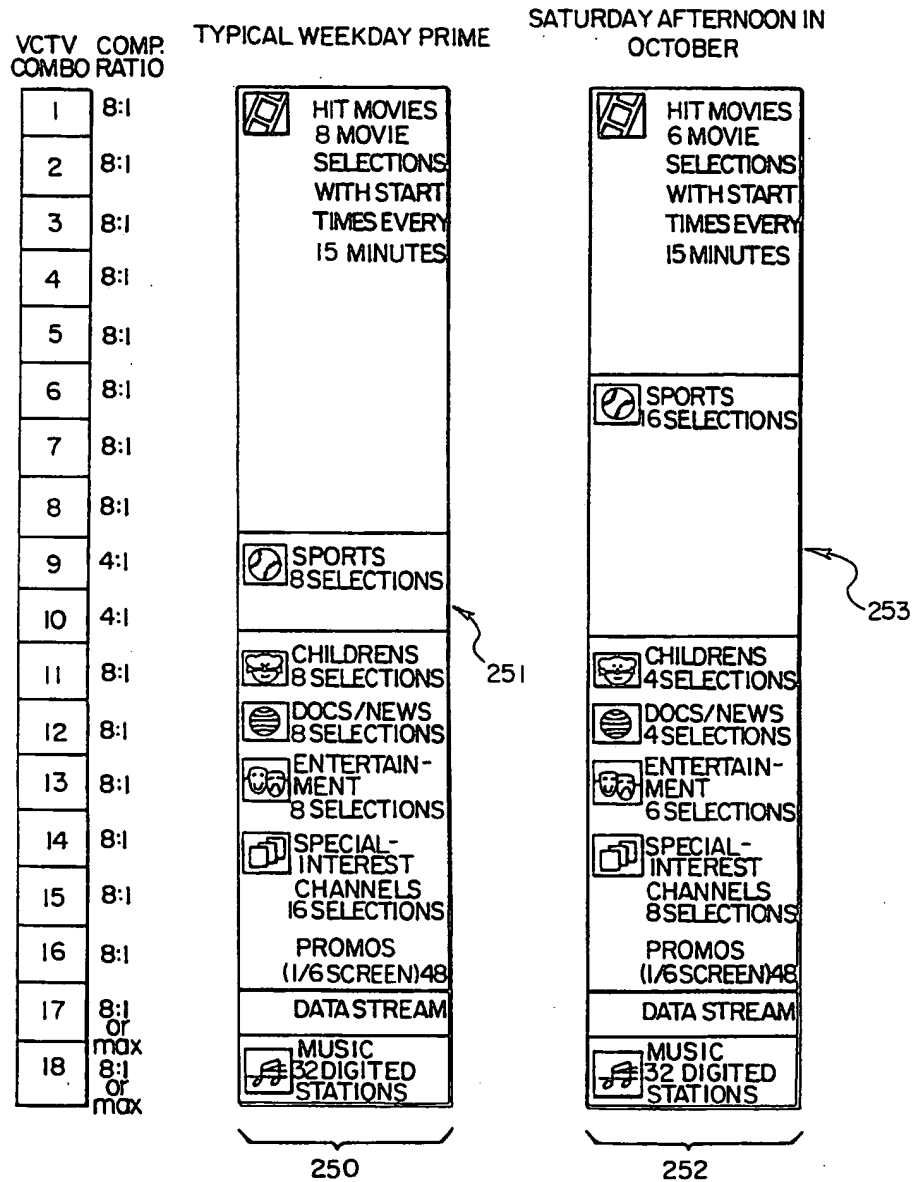 VCTV COMP.
COMBO RATIO
1 8:1
2 8:1
3 8:1
4 8:1
5 8:1
6 8:1
7 8:1
8 8:1
9 4:1
10 4:1
11 8:1
12 8:1
13 8:1
14 8:1
15 8:1
16 8:1
17 8:1
or
max
18 8:1
or
max
TYPICAL WEEKDAY PRIME
HIT MOVIES
8 MOVIE
SELECTIONS
WITH START
TIMES EVERY
15 MINUTES
SPORTS
8 SELECTIONS
251
CHILDRENS
8 SELECTIONS
DOCS/NEWS
8 SELECTIONS
ENTERTAIN-
MENT
8 SELECTIONS
SPECIAL-
INTEREST
CHANNELS
16 SELECTIONS
PROMOS
(1/6 SCREEN) 48
DATA STREAM
MUSIC
32 DIGITED
STATIONS
250
SATURDAY AFTERNOON IN
OCTOBER
HIT MOVIES
6 MOVIE
SELECTIONS
WITH START
TIMES EVERY
15 MINUTES
SPORTS
16 SELECTIONS
253
CHILDRENS
4 SELECTIONS
DOCS/NEWS
4 SELECTIONS
ENTERTAIN-
MENT
6 SELECTIONS
SPECIAL-
INTEREST
CHANNELS
8 SELECTIONS
PROMOS
(1/6 SCREEN) 48
DATA STREAM
MUSIC
32 DIGITED
STATIONS
252